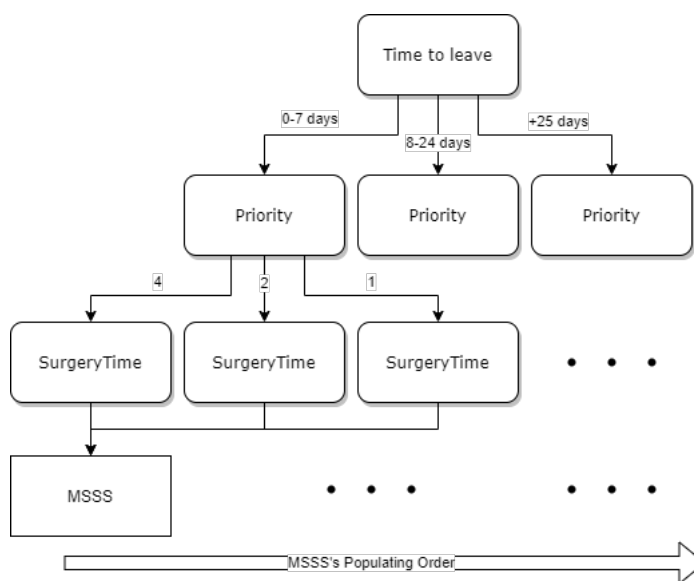 Time to leave
0-7 days
8-24 days
+25 days
Priority
Priority
Priority
4
2
1
SurgeryTime
SurgeryTime
SurgeryTime
MSSS
MSSS's Populating Order